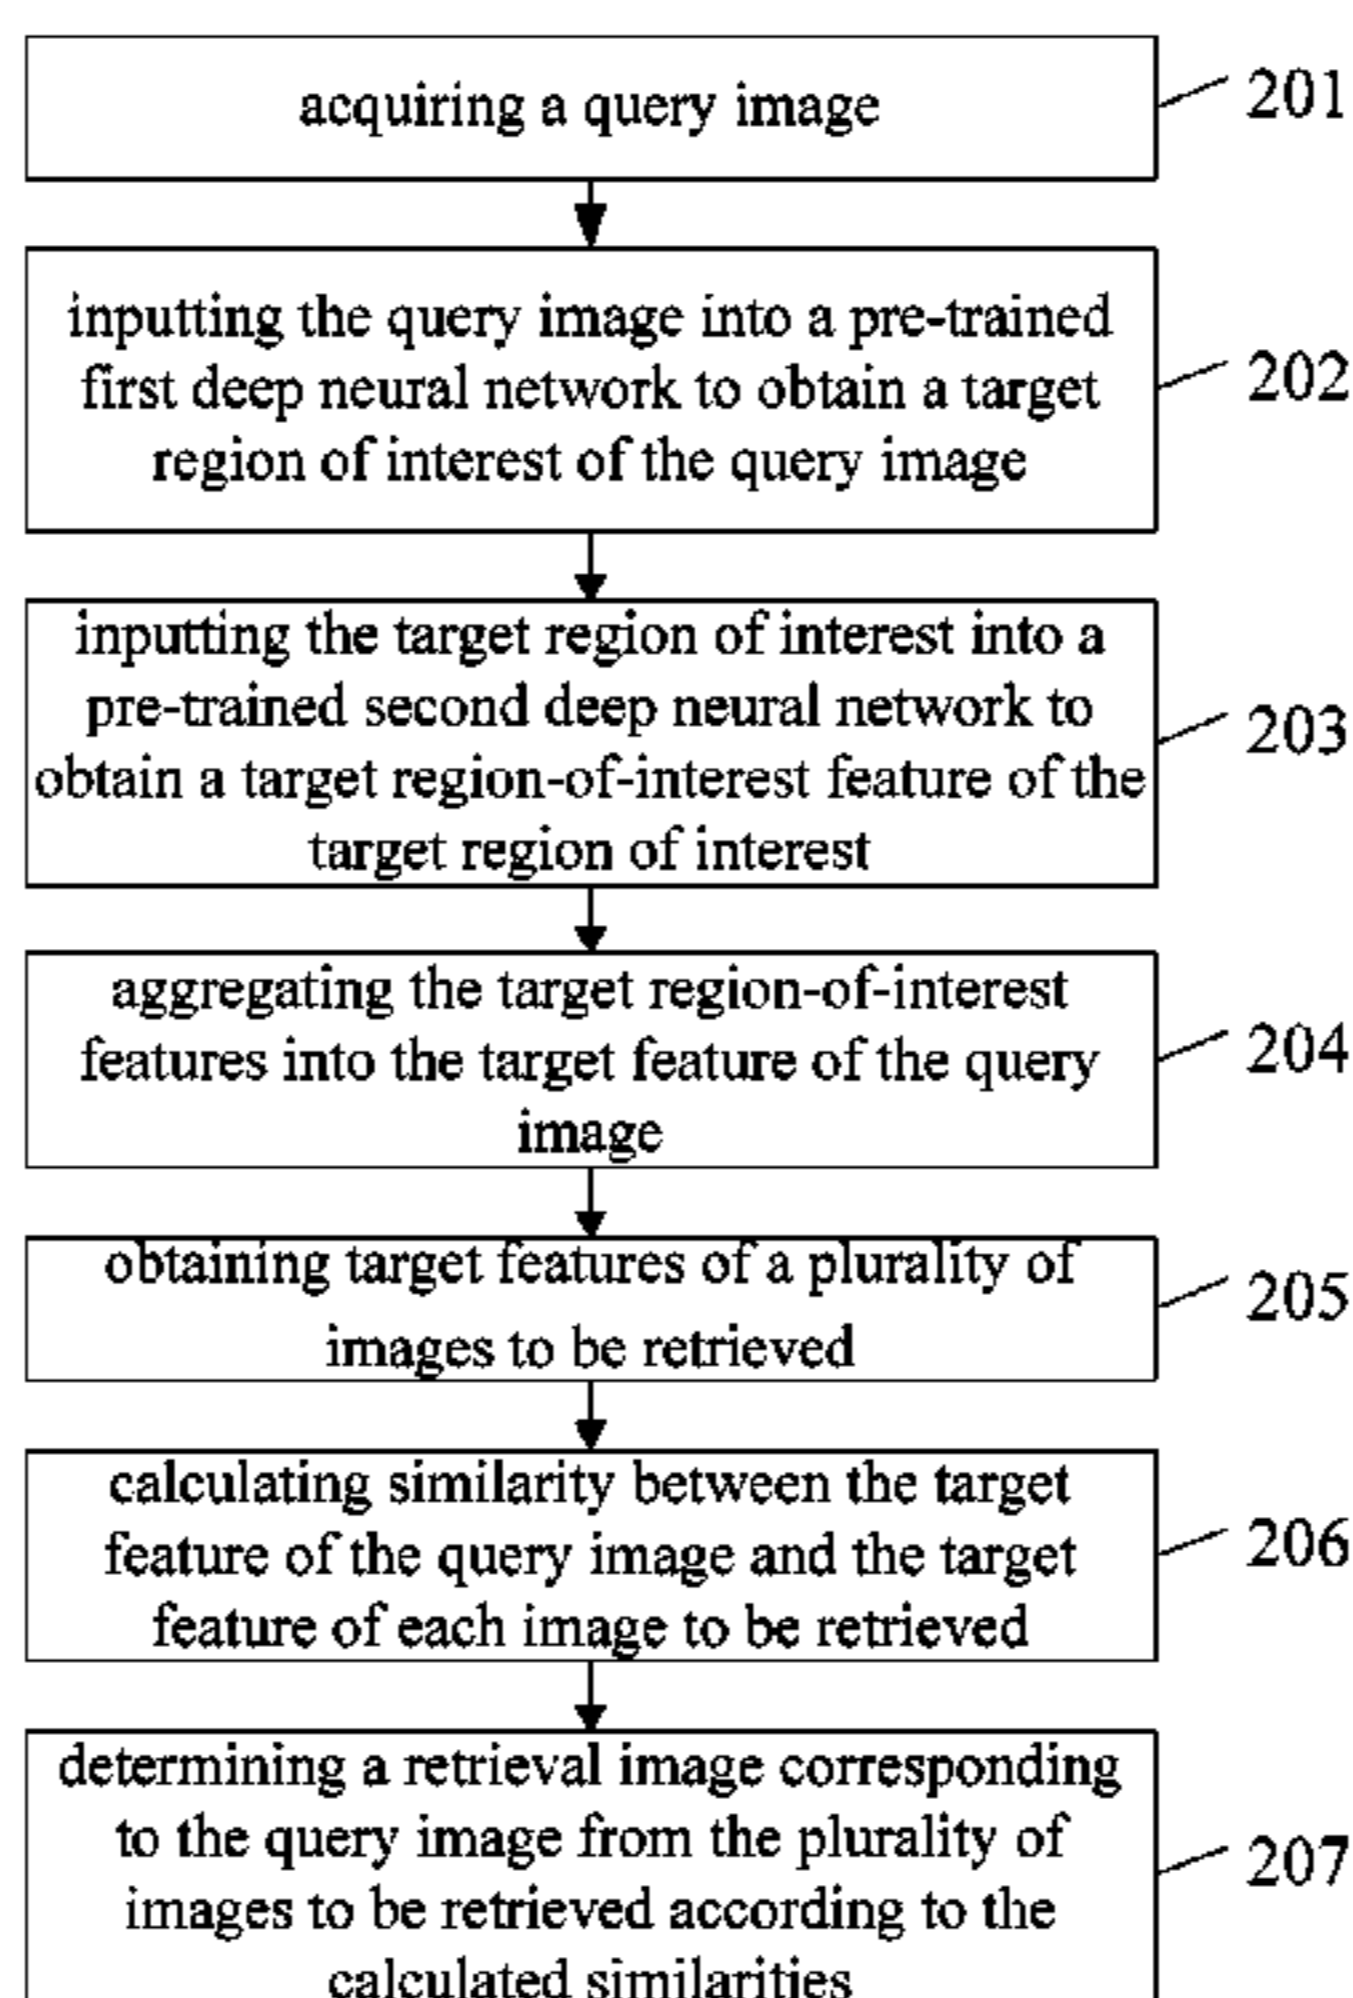 acquiring a query image
201
inputting the query image into a pre-trained
first deep neural network to obtain a target
region of interest of the query image
202
inputting the target region of interest into a
pre-trained second deep neural network to
obtain a target region-of-interest feature of the
target region of interest
203
aggregating the target region-of-interest
features into the target feature of the query
image
204
obtaining target features of a plurality of
images to be retrieved
205
calculating similarity between the target
feature of the query image and the target
feature of each image to be retrieved
206
determining a retrieval image corresponding
to the query image from the plurality of
images to be retrieved according to the
calculated similarities
207